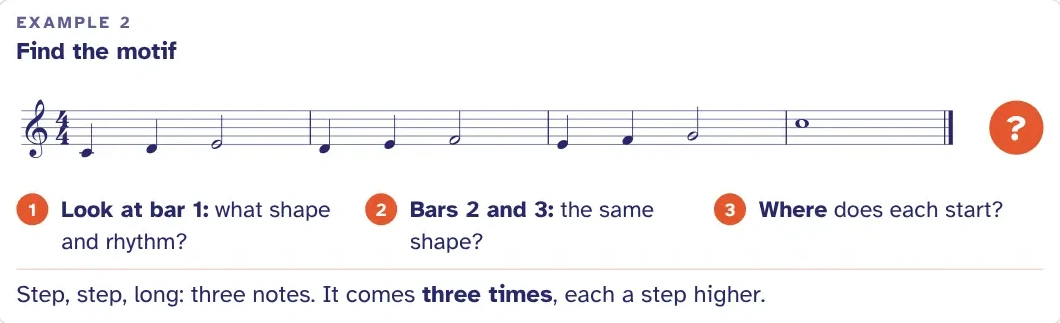 EXAMPLE 2
Find the motif
4
4
?
1 Look at bar 1: what shape
and rhythm?
2 Bars 2 and 3: the same
shape?
3 Where does each start?
Step, step, long: three notes. It comes three times, each a step higher.